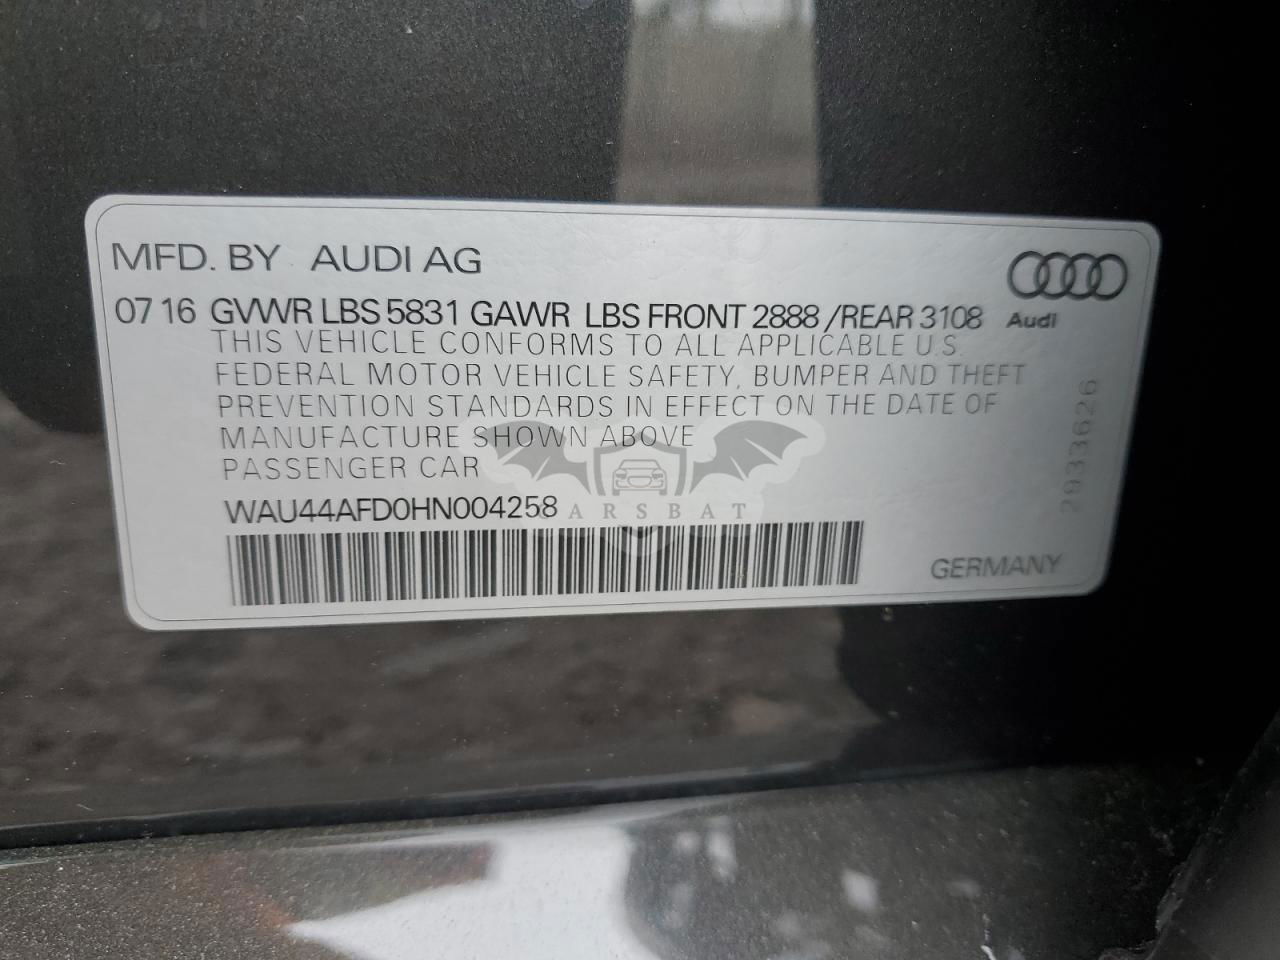 MFD. BY AUDI AG
07 16 GVWR LBS 5831 GAWR LBS FRONT 2888 /REAR 3108
Audi
THIS VEHICLE CONFORMS TO ALL APPLICABLE U.S.
FEDERAL MOTOR VEHICLE SAFETY, BUMPER AND THEFT
PREVENTION STANDARDS IN EFFECT ON THE DATE OF
MANUFACTURE SHOWN ABOVE
PASSENGER CAR
WAU44AFD0HN004258
CARSBAT
GERMANY
2933626